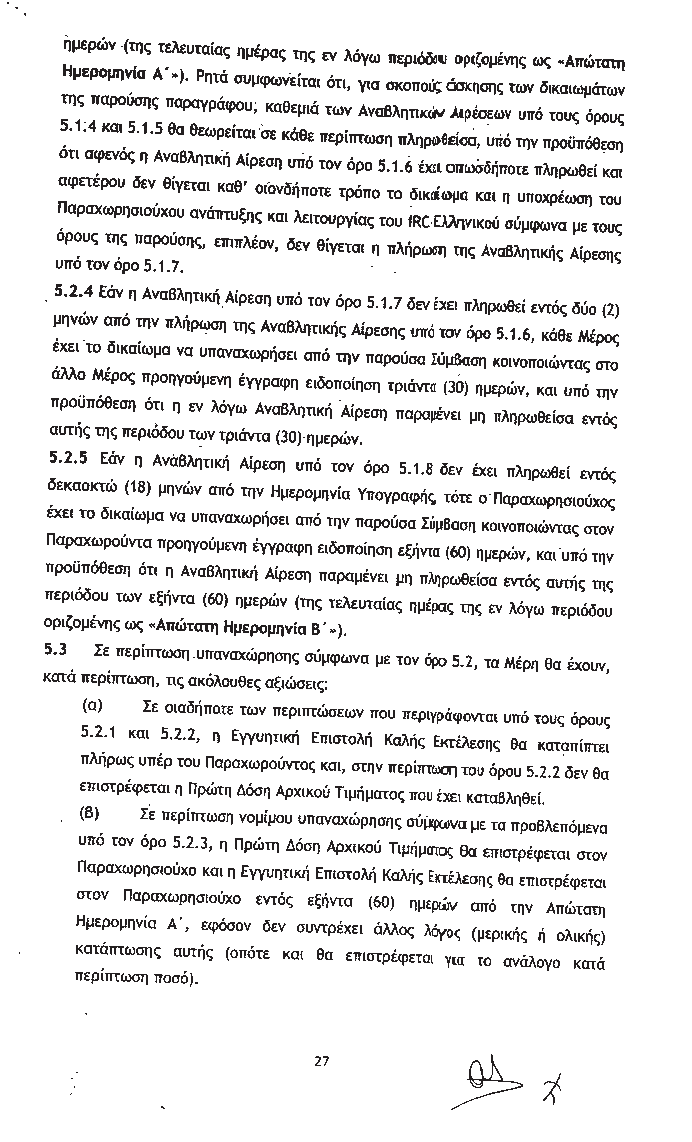 ημερών (της τελευταίας ημέρας της εν λόγω περιόδου οριζομένης ως «Απώτατη
Ημερομηνία Α΄»). Ρητά συμφωνείται ότι, για σκοπούς άσκησης των δικαιωμάτων
της παρούσης παραγράφου, καθεμιά των Αναβλητικών Αιρέσεων υπό τους όρους
5.1.4 και 5.1.5 θα θεωρείται σε κάθε περίπτωση πληρωθείσα, υπό την προϋπόθεση
ότι αφενός η Αναβλητική Αίρεση υπό τον όρο 5.1.6 έχει οπωσδήποτε πληρωθεί και
αφετέρου δεν θίγεται καθ' οιονδήποτε τρόπο το δικαίωμα και η υποχρέωση του
Παραχωρησιούχου ανάπτυξης και λειτουργίας του IRC Ελληνικού σύμφωνα με τους
όρους της παρούσης, επιπλέον, δεν θίγεται η πλήρωση της Αναβλητικής Αίρεσης
υπό τον όρο 5.1.7.
5.2.4 Εάν η Αναβλητική Αίρεση υπό τον όρο 5.1.7 δεν έχει πληρωθεί εντός δύο (2)
μηνών από την πλήρωση της Αναβλητικής Αίρεσης υπό τον όρο 5.1.6, κάθε Μέρος
έχει το δικαίωμα να υπαναχωρήσει από την παρούσα Σύμβαση κοινοποιώντας στο
άλλο Μέρος προηγούμενη έγγραφη ειδοποίηση τριάντα (30) ημερών, και υπό την
προϋπόθεση ότι η εν λόγω Αναβλητική Αίρεση παραμένει μη πληρωθείσα εντός
αυτής της περιόδου των τριάντα (30) ημερών.
5.2.5 Εάν η Αναβλητική Αίρεση υπό τον όρο 5.1.8 δεν έχει πληρωθεί εντός
δεκαοκτώ (18) μηνών από την Ημερομηνία Υπογραφής, τότε ο Παραχωρησιούχος
έχει το δικαίωμα να υπαναχωρήσει από την παρούσα Σύμβαση κοινοποιώντας στον
Παραχωρούντα προηγούμενη έγγραφη ειδοποίηση εξήντα (60) ημερών, και υπό την
προϋπόθεση ότι η Αναβλητική Αίρεση παραμένει μη πληρωθείσα εντός αυτής της
περιόδου των εξήντα (60) ημερών (της τελευταίας ημέρας της εν λόγω περιόδου
οριζομένης ως «Απώτατη Ημερομηνία Β΄»).
5.3 Σε περίπτωση υπαναχώρησης σύμφωνα με τον όρο 5.2, τα Μέρη θα έχουν,
κατά περίπτωση, τις ακόλουθες αξιώσεις:
(α) Σε οιαδήποτε των περιπτώσεων που περιγράφονται υπό τους όρους
5.2.1 και 5.2.2, η Εγγυητική Επιστολή Καλής Εκτέλεσης θα καταπίπτει
πλήρως υπέρ του Παραχωρούντος και, στην περίπτωση του όρου 5.2.2 δεν θα
επιστρέφεται η Πρώτη Δόση Αρχικού Τιμήματος που έχει καταβληθεί.
(β) Σε περίπτωση νομίμου υπαναχώρησης σύμφωνα με τα προβλεπόμενα
υπό τον όρο 5.2.3, η Πρώτη Δόση Αρχικού Τιμήματος θα επιστρέφεται στον
Παραχωρησιούχο και η Εγγυητική Επιστολή Καλής Εκτέλεσης θα επιστρέφεται
στον Παραχωρησιούχο εντός εξήντα (60) ημερών από την Απώτατη
Ημερομηνία Α΄, εφόσον δεν συντρέχει άλλος λόγος (μερικής ή ολικής)
κατάπτωσης αυτής (οπότε και θα επιστρέφεται για το ανάλογο κατά
περίπτωση ποσό).
27